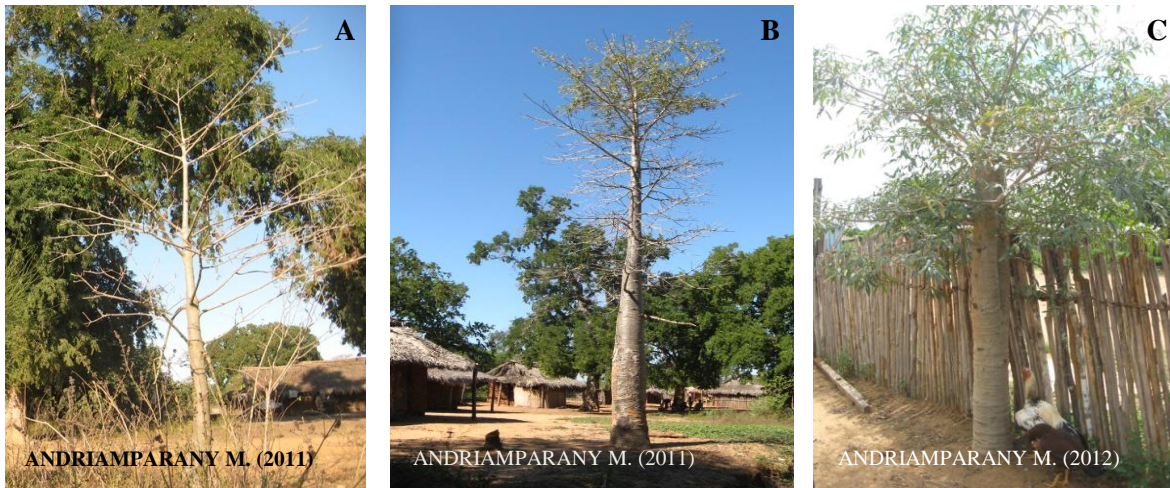 A
B
C
ANDRIAMPARANY M. (2011)
ANDRIAMPARANY M. (2011)
ANDRIAMPARANY M. (2012)